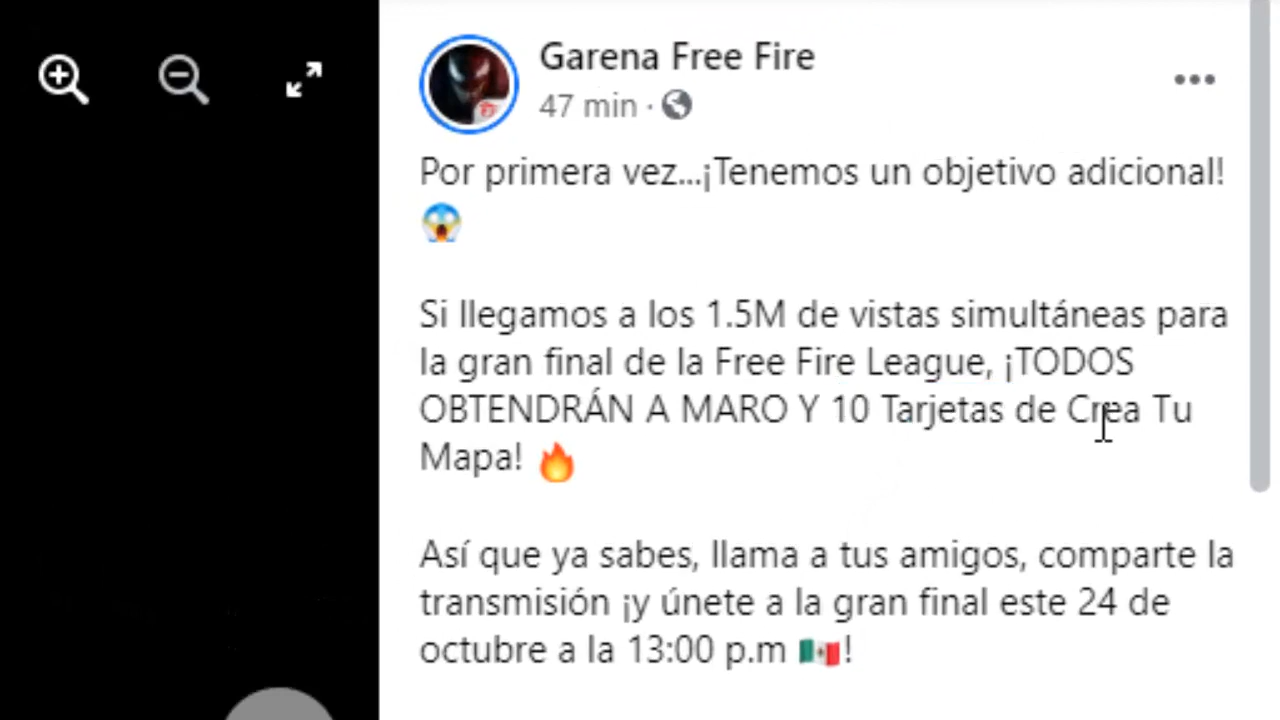 Garena Free Fire
47 min ·
Por primera vez...¡Tenemos un objetivo adicional!
😱
Si llegamos a los 1.5M de vistas simultáneas para
la gran final de la Free Fire League, ¡TODOS
OBTENDRÁN A MARO Y 10 Tarjetas de Crea Tu
Mapa! 🔥
Así que ya sabes, llama a tus amigos, comparte la
transmisión ¡y únete a la gran final este 24 de
octubre a la 13:00 p.m 🇲🇽!